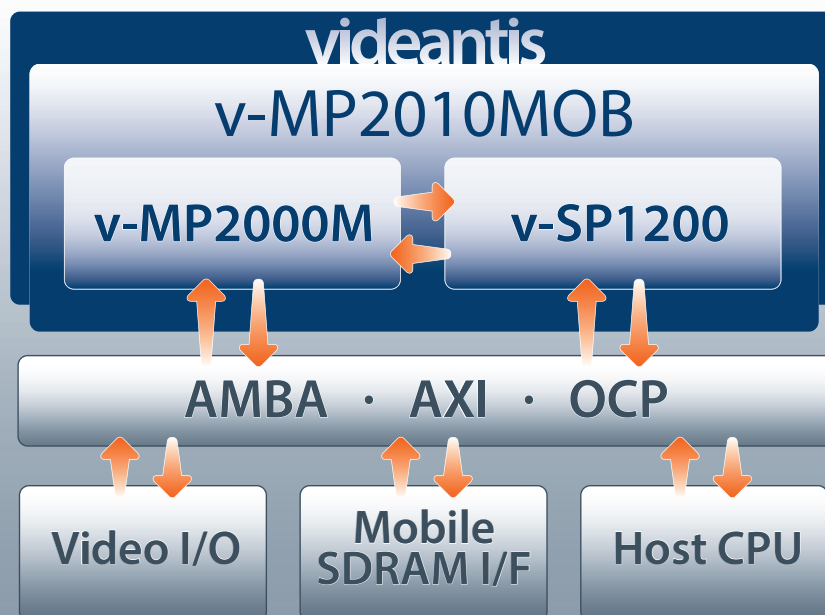 videantis
v-MP2010MOB
v-MP2000M
v-SP1200
AMBA · AXI · OCP
Video I/O
Mobile
SDRAM I/F
Host CPU